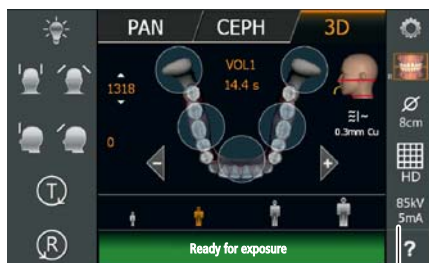 PAN
CEPH
3D
VOL1
14.4 s
1318
0
R
0.3mm Cu
8cm
HD
85kV
5mA
T
R
Ready for exposure
?